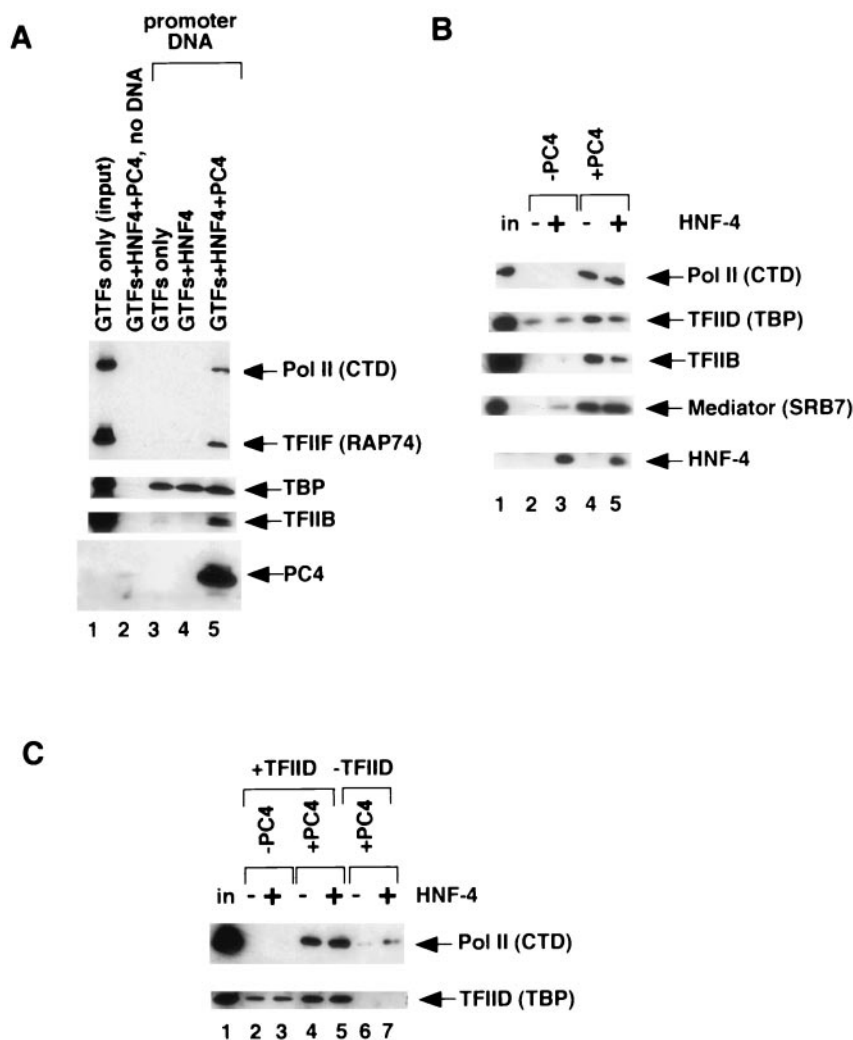 A
promoter
DNA
GTFs only (input)
GTFs+HNF4+PC4, no DNA
GTFs only
GTFs+HNF4
GTFs+HNF4+PC4
Pol II (CTD)
TFIIF (RAP74)
TBP
TFIIB
PC4
1 2 3 4 5
B
-PC4
+PC4
in - + - + HNF-4
Pol II (CTD)
TFIID (TBP)
TFIIB
Mediator (SRB7)
HNF-4
1 2 3 4 5
C
+TFIID -TFIID
-PC4
+PC4
+PC4
in - + - + - + HNF-4
Pol II (CTD)
TFIID (TBP)
1 2 3 4 5 6 7